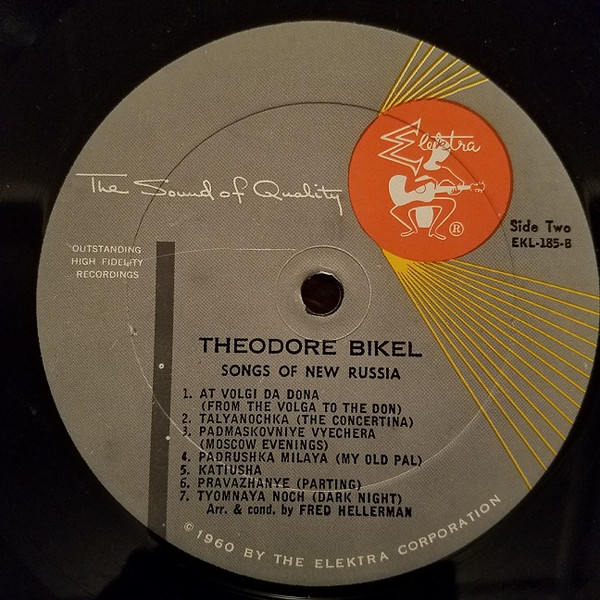 Elektra
®
The Sound of Quality
Side Two
EKL-185-B
OUTSTANDING
HIGH FIDELITY
RECORDINGS
THEODORE BIKEL
SONGS OF NEW RUSSIA
1. AT VOLGI DA DONA
(FROM THE VOLGA TO THE DON)
2. TALYANOCHKA (THE CONCERTINA)
3. PADMASKOVNIYE VYECHERA
(MOSCOW EVENINGS)
4. PADRUSHKA MILAYA (MY OLD PAL)
5. KATIUSHA
6. PRAVAZHANYE (PARTING)
7. TYOMNAYA NOCH (DARK NIGHT)
Arr. & cond. by FRED HELLERMAN
©1960 BY THE ELEKTRA CORPORATION